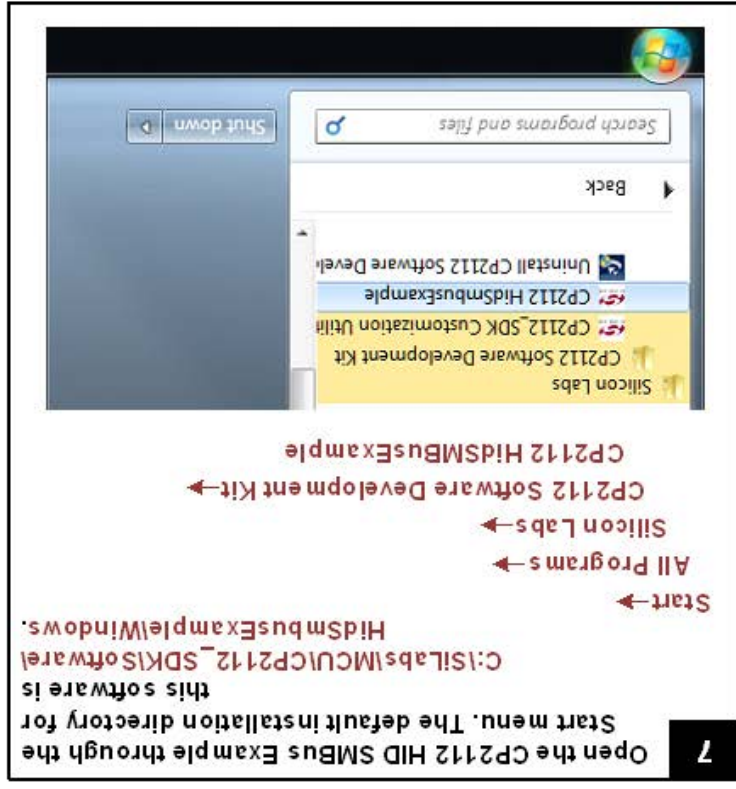 7
Open the CP2112 HID SMBus Example through the
Start menu. The default installation directory for
this software is
C:\SiLabs\MCU\CP2112_SDK\Software\
HidSmbusExample\Windows.
Start→
All Programs→
Silicon Labs→
CP2112 Software Development Kit→
CP2112 HidSMBusExample
Silicon Labs
CP2112 Software Development Kit
CP2112_SDK Customization Utili
CP2112 HidSmbusExample
Uninstall CP2112 Software Develo
Back
Search programs and files
Shut down